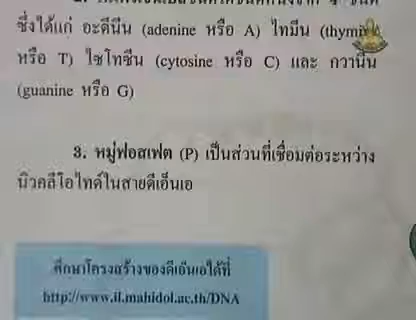 ซึ่งได้แก่ อะดีนีน (adenine หรือ A) ไทมีน (thymine
หรือ T) ไซโทซีน (cytosine หรือ C) และ กวานีน
(guanine หรือ G)
3. หมู่ฟอสเฟต (P) เป็นส่วนที่เชื่อมต่อระหว่าง
นิวคลีโอไทด์ในสายดีเอ็นเอ
ศึกษาโครงสร้างของดีเอ็นเอได้ที่
http://www.il.mahidol.ac.th/DNA